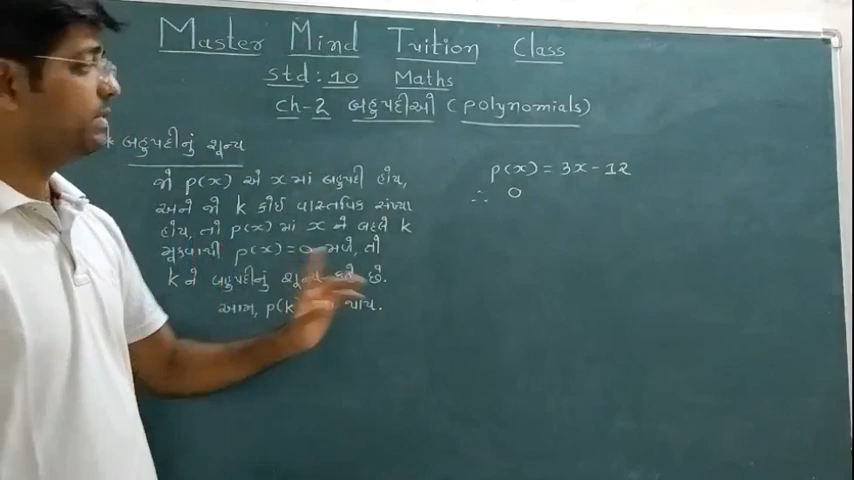 Master Mind Tuition Class
std : 10 Maths
ch-2 બહુપદીઓ (polynomials)
* બહુપદીનું શૂન્ય
જો p(x) એ x માં બહુપદી હોય,
અને જો k કોઈ વાસ્તવિક સંખ્યા
હોય, તો p(x) માં x ને બદલે k
મૂકવાથી p(x) = 0 મળે, તો
k ને બહુપદીનું શૂન્ય કહે છે.
આમ, p(k) થાય.
p(x) = 3x - 12
∴ 0